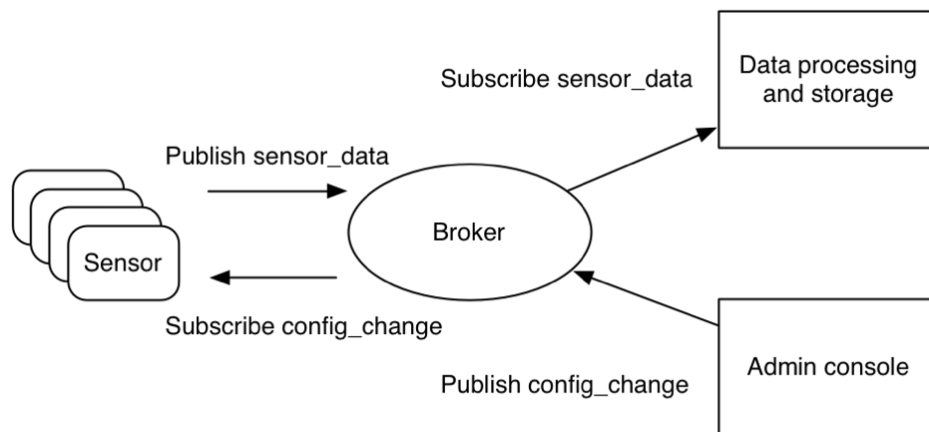 Subscribe sensor_data
Data processing
and storage
Publish sensor_data
Broker
Sensor
Subscribe config_change
Publish config_change
Admin console